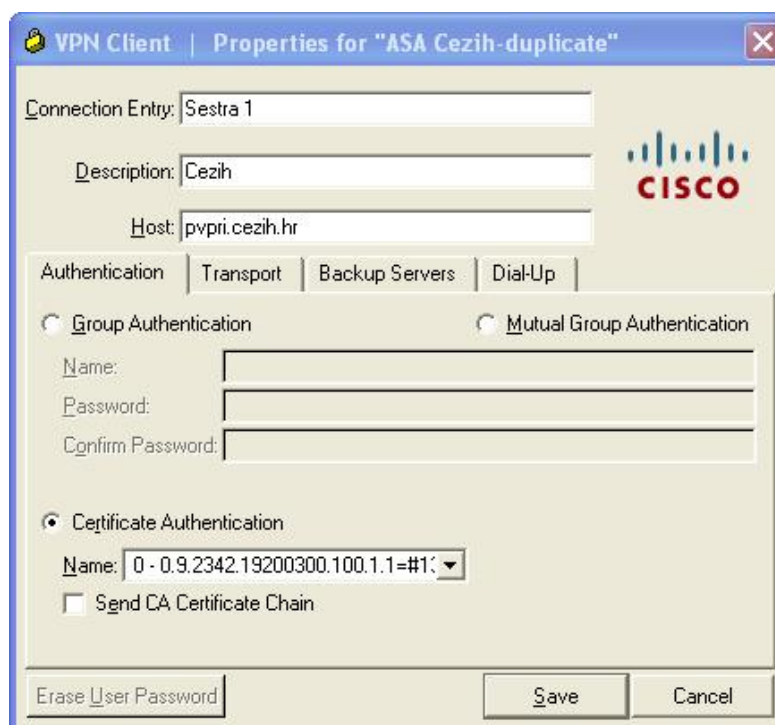 VPN Client | Properties for "ASA Cezih-duplicate"
Connection Entry: Sestra 1
Description: Cezih
CISCO
Host: pvpri.cezih.hr
Authentication Transport Backup Servers Dial-Up
Group Authentication Mutual Group Authentication
Name:
Password:
Confirm Password:
Certificate Authentication
Name: 0 - 0.9.2342.19200300.100.1.1=#1
Send CA Certificate Chain
Erase User Password Save Cancel